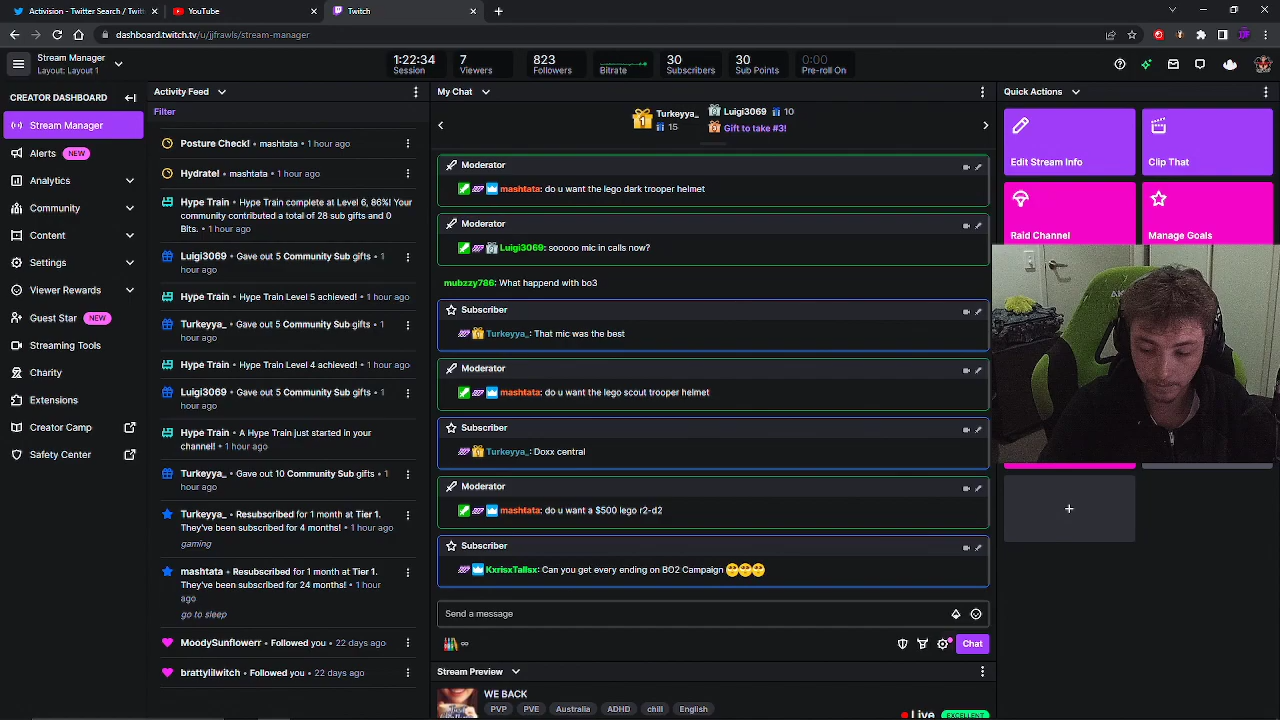 Activision - Twitter Search / Twitt
YouTube
Twitch
dashboard.twitch.tv/u/jjfrawls/stream-manager
Stream Manager
Layout: Layout 1
1:22:34
Session
7
Viewers
823
Followers
Bitrate
30
Subscribers
30
Sub Points
0:00
Pre-roll On
CREATOR DASHBOARD
Stream Manager
Alerts NEW
Analytics
Community
Content
Settings
Viewer Rewards
Guest Star NEW
Streaming Tools
Charity
Extensions
Creator Camp
Safety Center
Activity Feed
Filter
Posture Check! • mashtata • 1 hour ago
Hydrate! • mashtata • 1 hour ago
Hype Train • Hype Train complete at Level 6, 86%! Your
community contributed a total of 28 sub gifts and 0
Bits. • 1 hour ago
Luigi3069 • Gave out 5 Community Sub gifts • 1
hour ago
Hype Train • Hype Train Level 5 achieved! • 1 hour ago
Turkeyya_ • Gave out 5 Community Sub gifts • 1
hour ago
Hype Train • Hype Train Level 4 achieved! • 1 hour ago
Luigi3069 • Gave out 5 Community Sub gifts • 1
hour ago
Hype Train • A Hype Train just started in your
channel! • 1 hour ago
Turkeyya_ • Gave out 10 Community Sub gifts • 1
hour ago
Turkeyya_ • Resubscribed for 1 month at Tier 1.
They've been subscribed for 4 months! • 1 hour ago
gaming
mashtata • Resubscribed for 1 month at Tier 1.
They've been subscribed for 24 months! • 1 hour
ago
go to sleep
MoodySunflowerr • Followed you • 22 days ago
brattylilwitch • Followed you • 22 days ago
My Chat
1
Turkeyya_
15
Luigi3069 10
Gift to take #3!
Moderator
mashtata: do u want the lego dark trooper helmet
Moderator
Luigi3069: sooooo mic in calls now?
mubzzy786: What happend with bo3
Subscriber
Turkeyya_: That mic was the best
Moderator
mashtata: do u want the lego scout trooper helmet
Subscriber
Turkeyya_: Doxx central
Moderator
mashtata: do u want a $500 lego r2-d2
Subscriber
KxrisxTallsx: Can you get every ending on BO2 Campaign
Send a message
∞
Chat
Stream Preview
WE BACK
PVP PVE Australia ADHD chill English
Live
EXCELLENT
Quick Actions
Edit Stream Info
Clip That
Raid Channel
Manage Goals